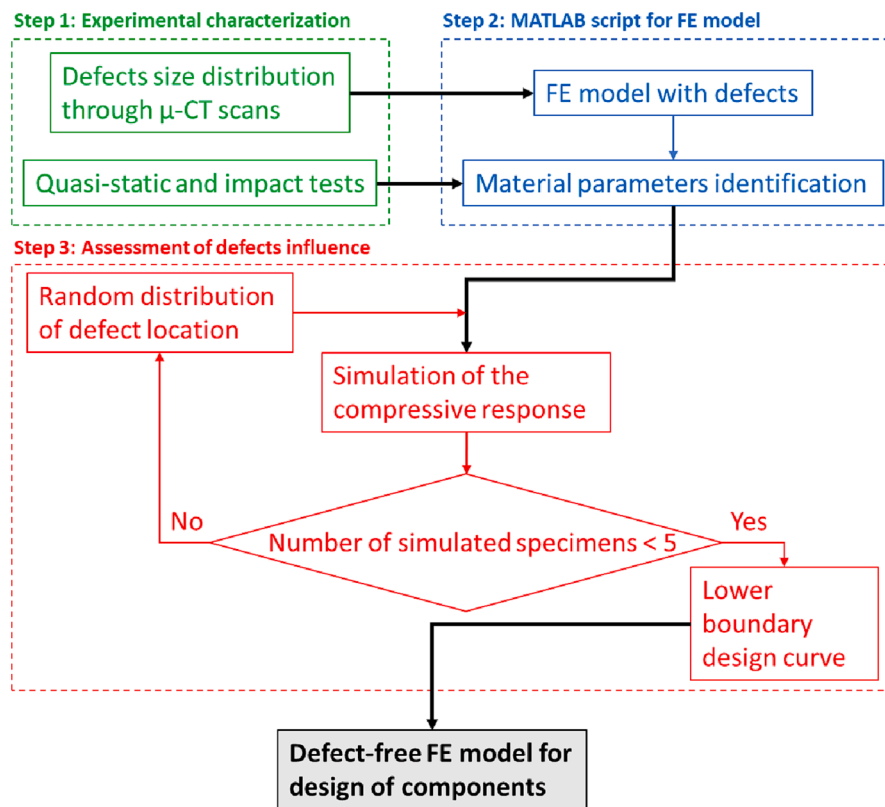 Step 1: Experimental characterization
Step 2: MATLAB script for FE model
Defects size distribution
through μ-CT scans
FE model with defects
Quasi-static and impact tests
Material parameters identification
Step 3: Assessment of defects influence
Random distribution
of defect location
Simulation of the
compressive response
No
Number of simulated specimens < 5
Yes
Lower
boundary
design curve
Defect-free FE model for
design of components